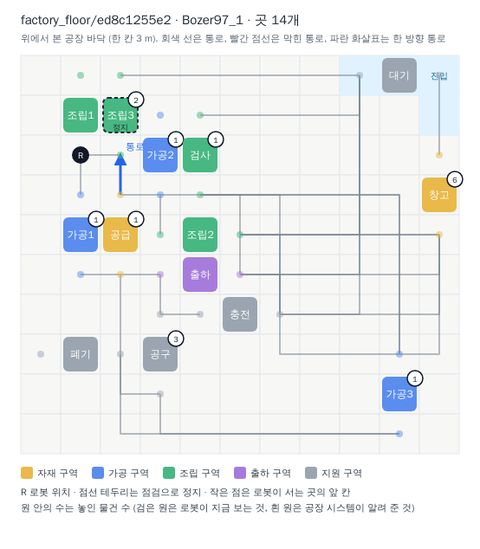 factory_floor/ed8c1255e2 · Bozer97_1 · 곳 14개
위에서 본 공장 바닥 (한 칸 3 m). 회색 선은 통로, 빨간 점선은 막힌 통로, 파란 화살표는 한 방향 통로
대기
조립1
조립3
2
정지
통로
R
가공2
1
검사
1
창고
6
가공1
1
공급
1
조립2
출하
충전
폐기
공구
3
가공3
1
자재 구역
가공 구역
조립 구역
출하 구역
지원 구역
R 로봇 위치 · 점선 테두리는 점검으로 정지 · 작은 점은 로봇이 서는 곳의 앞 칸
원 안의 수는 놓인 물건 수 (검은 원은 로봇이 지금 보는 것, 흰 원은 공장 시스템이 알려 준 것)